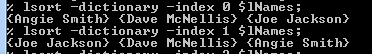 % lsort -dictionary -index 0 $lNames;
{Angie Smith} {Dave McNellis} {Joe Jackson}
% lsort -dictionary -index 1 $lNames;
{Joe Jackson} {Dave McNellis} {Angie Smith}